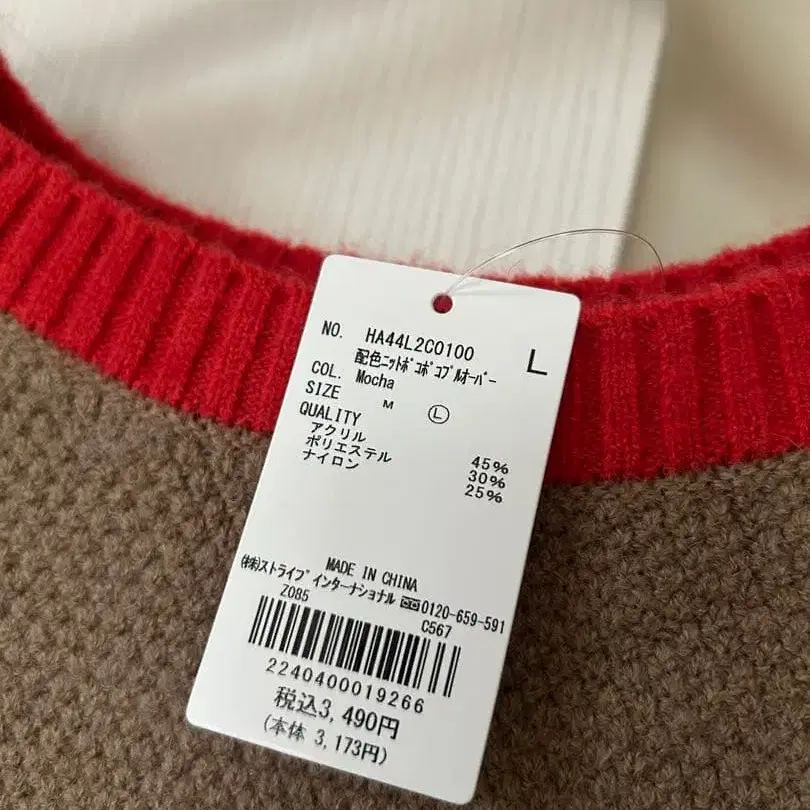 NO. HA44L2C0100
L
配色ニットポコポコプルオーバー
COL. Mocha
SIZE M Ⓛ
QUALITY
アクリル 45%
ポリエステル 30%
ナイロン 25%
MADE IN CHINA
(株)ストライプインターナショナル 0120-659-591
Z085 C567
2240400019266
税込3,490円
(本体 3,173円)